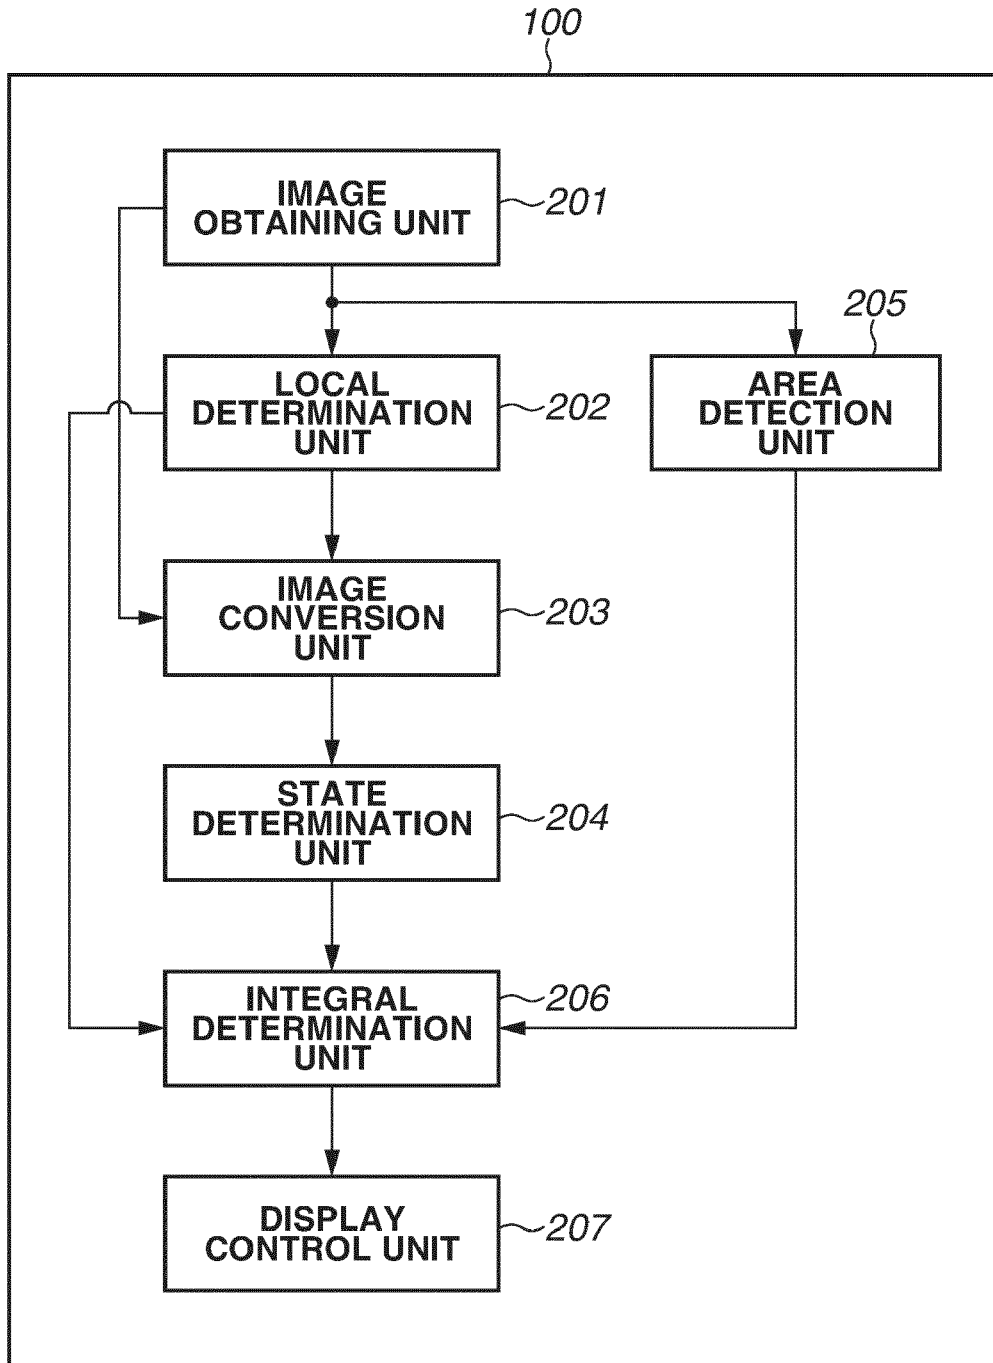 100
IMAGE
OBTAINING UNIT
201
205
LOCAL
DETERMINATION
UNIT
202
AREA
DETECTION
UNIT
IMAGE
CONVERSION
UNIT
203
STATE
DETERMINATION
UNIT
204
INTEGRAL
DETERMINATION
UNIT
206
DISPLAY
CONTROL UNIT
207